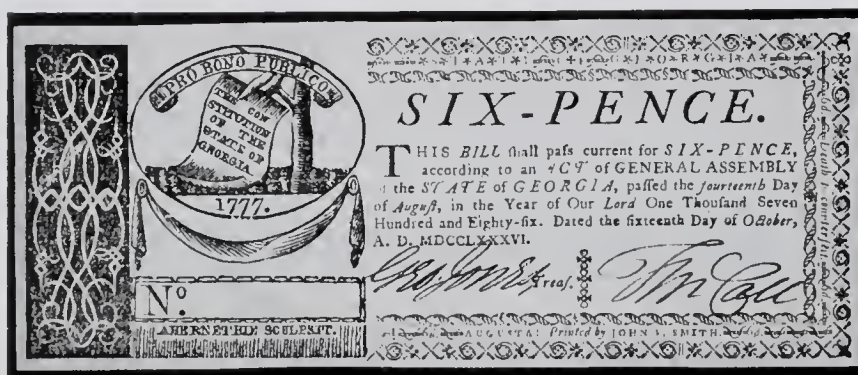 PRO BONO PUBLICO
THE CON
STITUTION
OF THE
STATE OF
GEORGIA
1777.
Nº.
ABERNETHIE SCULPSIT.
SIX-PENCE.
THIS BILL ſhall paſs current for SIX-PENCE,
according to an ACT of GENERAL ASSEMBLY
of the STATE of GEORGIA, paſſed the fourteenth Day
of Auguſt, in the Year of Our Lord One Thouſand Seven
Hundred and Eighty-ſix. Dated the ſixteenth Day of October,
A. D. MDCCLXXXVI.
Geo Jones Treaſ.
AUGUSTA: Printed by JOHN E. SMITH.